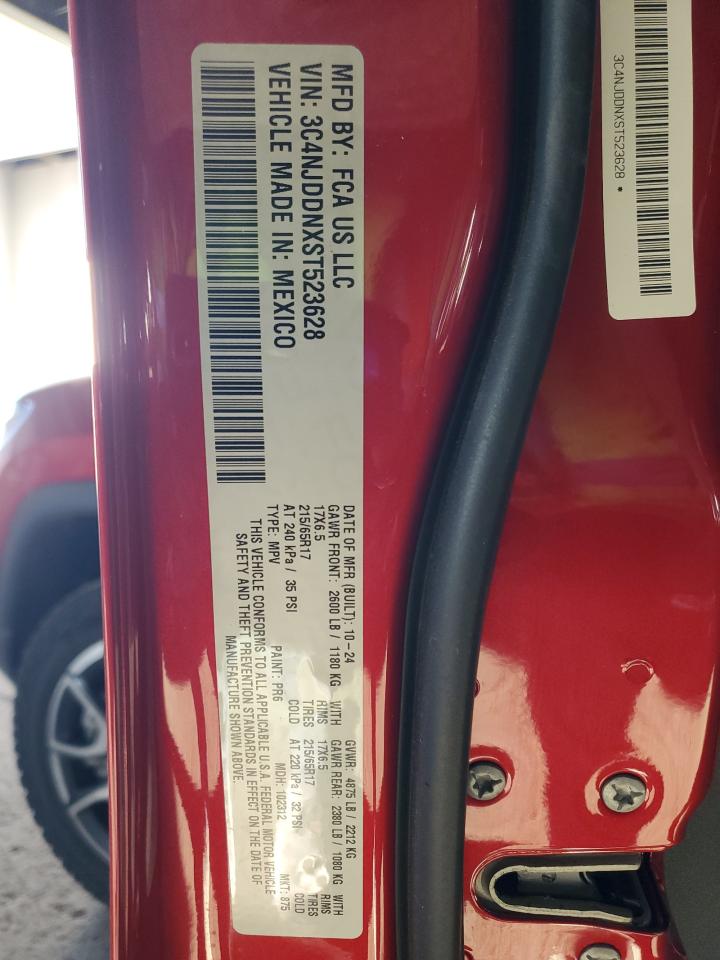 MFD BY: FCA US LLC
VIN: 3C4NJDDNXST523628
VEHICLE MADE IN: MEXICO
DATE OF MFR (BUILT): 10-24 GVWR: 4875 LB / 2212 KG
GAWR FRONT: 2600 LB / 1180 KG WITH GAWR REAR: 2380 LB / 1080 KG WITH
17X6.5 RIMS 17X6.5 RIMS
215/65R17 TIRES 215/65R17 TIRES
AT 240 kPa / 35 PSI COLD AT 220 kPa / 32 PSI COLD
TYPE: MPV PAINT: PR6 MDH: 102312 MKT: 875
THIS VEHICLE CONFORMS TO ALL APPLICABLE U.S.A. FEDERAL MOTOR VEHICLE
SAFETY AND THEFT PREVENTION STANDARDS IN EFFECT ON THE DATE OF
MANUFACTURE SHOWN ABOVE.
3C4NJDDNXST523628 *